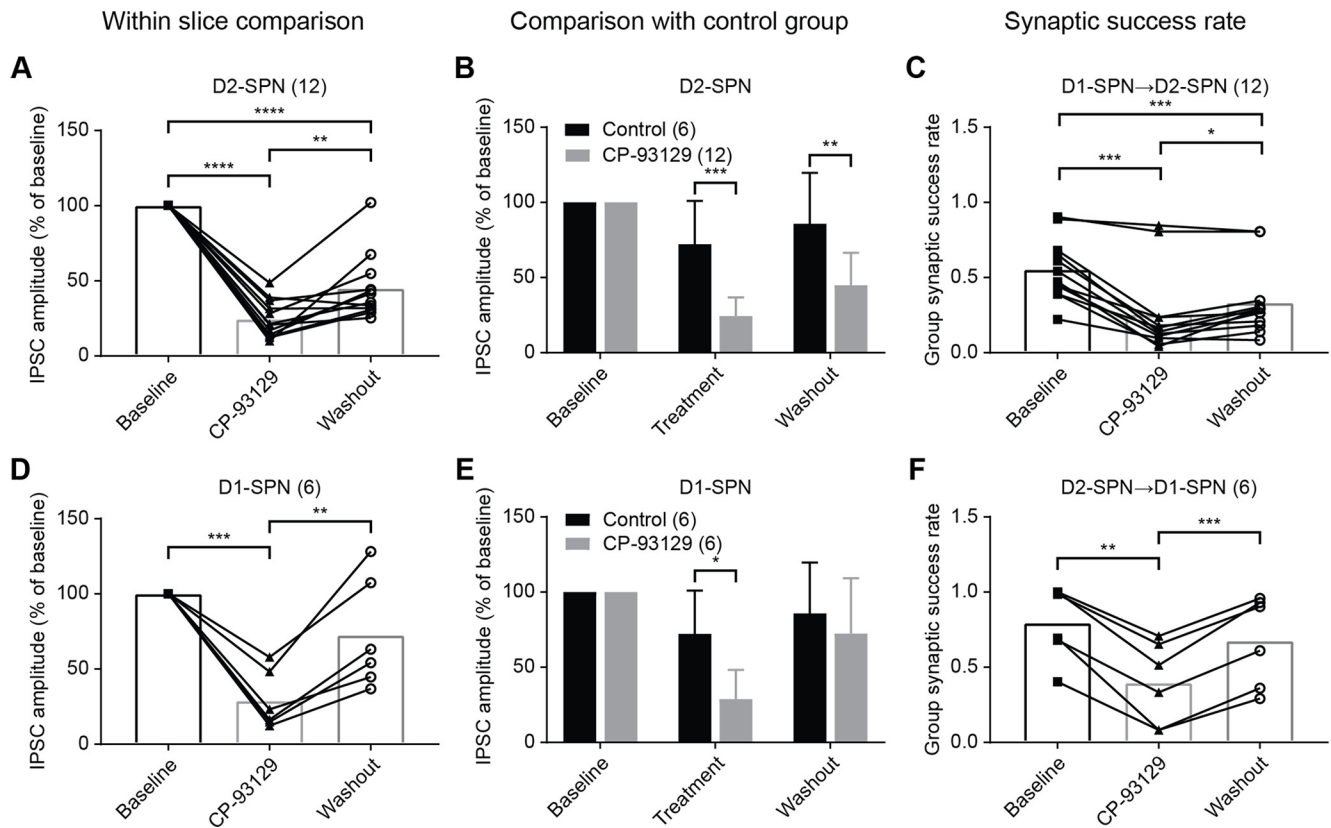 Within slice comparison
Comparison with control group
Synaptic success rate
A
D2-SPN (12)
IPSC amplitude (% of baseline)
150
100
50
0
****
**
****
Baseline
CP-93129
Washout
B
D2-SPN
IPSC amplitude (% of baseline)
150
100
50
0
Control (6)
CP-93129 (12)
***
**
Baseline
Treatment
Washout
C
D1-SPN→D2-SPN (12)
Group synaptic success rate
1.5
1.0
0.5
0.0
***
*
***
Baseline
CP-93129
Washout
D
D1-SPN (6)
IPSC amplitude (% of baseline)
150
100
50
0
***
**
Baseline
CP-93129
Washout
E
D1-SPN
IPSC amplitude (% of baseline)
150
100
50
0
Control (6)
CP-93129 (6)
*
Baseline
Treatment
Washout
F
D2-SPN→D1-SPN (6)
Group synaptic success rate
1.5
1.0
0.5
0.0
**
***
Baseline
CP-93129
Washout